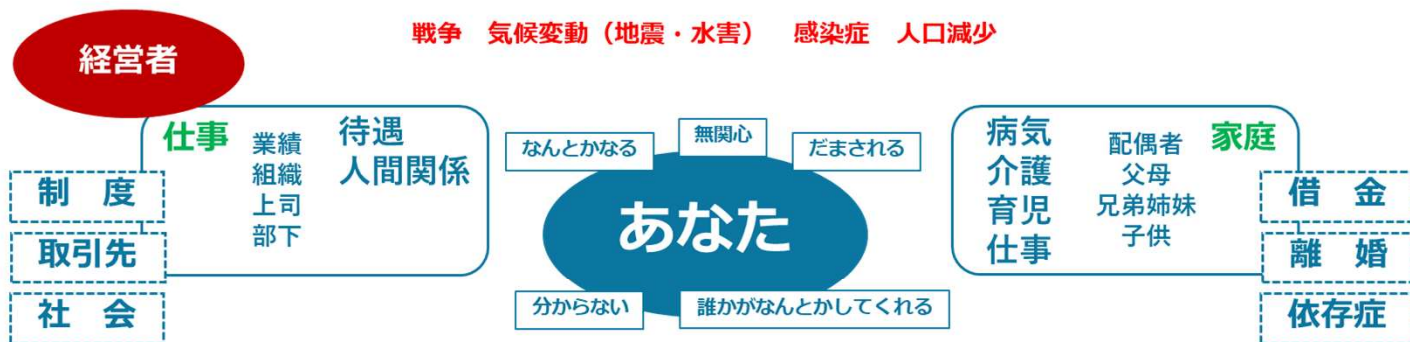 戦争 気候変動（地震・水害） 感染症 人口減少
経営者
仕事
業績
組織
上司
部下
待遇
人間関係
制 度
取引先
社 会
なんとかなる
無関心
だまされる
あなた
分からない
誰かがなんとかしてくれる
病気
介護
育児
仕事
配偶者
父母
兄弟姉妹
子供
家庭
借 金
離 婚
依存症